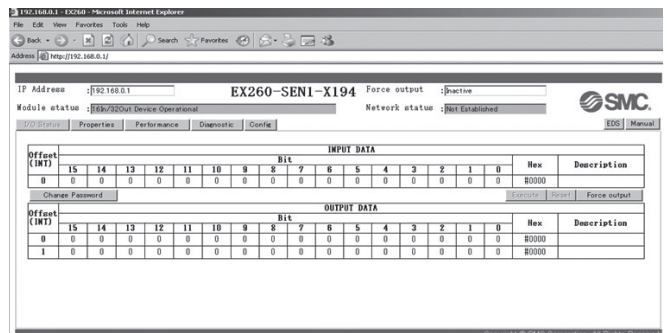 192.168.0.1 - EX260 - Microsoft Internet Explorer
File Edit View Favorites Tools Help
Back Search Favorites
Address http://192.168.0.1/
IP Address :192.168.0.1 EX260-SEN1-X194 Force output :Inactive
SMC
Module status :16In/32Out Device Operational Network status :Not Established
I/O Status Properties Performance Diagnostic Config EDS Manual
INPUT DATA
Offset (INT) Bit Hex Description
15 14 13 12 11 10 9 8 7 6 5 4 3 2 1 0
0 0 0 0 0 0 0 0 0 0 0 0 0 0 0 0 0 #0000
Change Password Execute Reset Force output
OUTPUT DATA
Offset (INT) Bit Hex Description
15 14 13 12 11 10 9 8 7 6 5 4 3 2 1 0
0 0 0 0 0 0 0 0 0 0 0 0 0 0 0 0 0 #0000
1 0 0 0 0 0 0 0 0 0 0 0 0 0 0 0 0 #0000